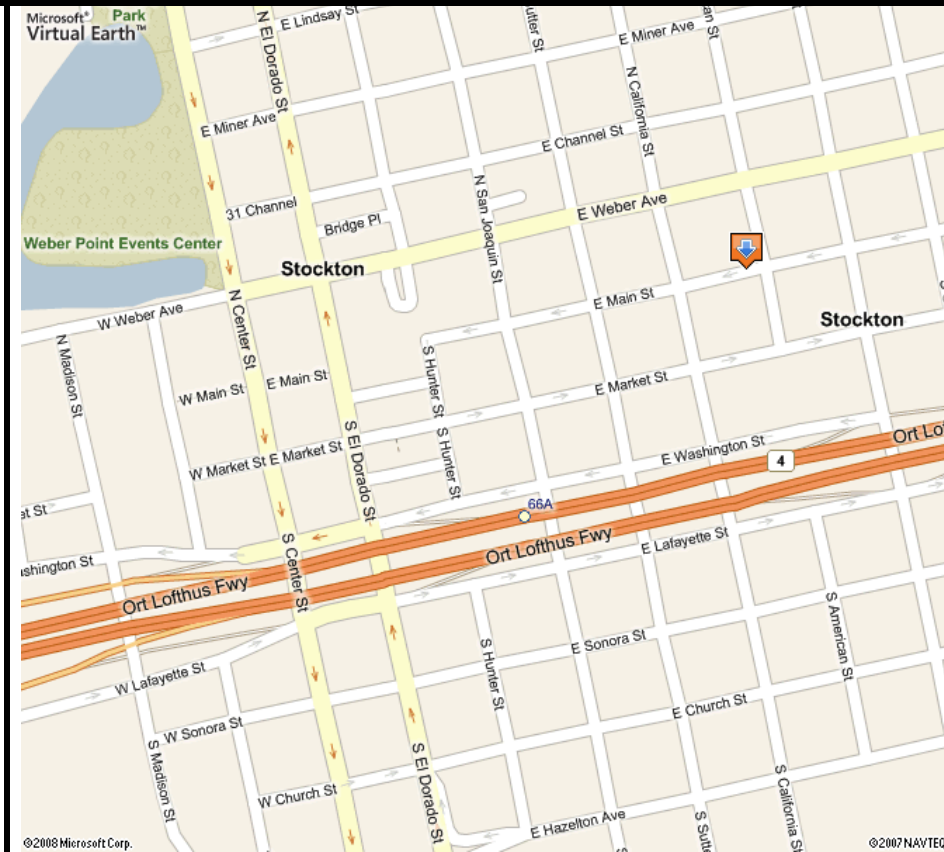 Microsoft®
Virtual Earth™
Park
E Lindsay St
N El Dorado St
E Miner Ave
N California St
E Miner Ave
E Channel St
31 Channel
N San Joaquin St
E Weber Ave
Bridge Pl
Weber Point Events Center
Stockton
W Weber Ave
N Center St
E Main St
Stockton
N Madison St
S Hunter St
W Main St
E Main St
E Market St
S El Dorado St
S Hunter St
W Market St
E Market St
E Washington St
4
Ort Lof
66A
et St
S Center St
Ort Lofthus Fwy
E Lafayette St
shington St
Ort Lofthus Fwy
S American St
E Sonora St
S Hunter St
W Lafayette St
E Church St
W Sonora St
S Madison St
S El Dorado St
W Church St
S California St
E Hazelton Ave
S Sutte
©2008 Microsoft Corp.
©2007 NAVTEQ